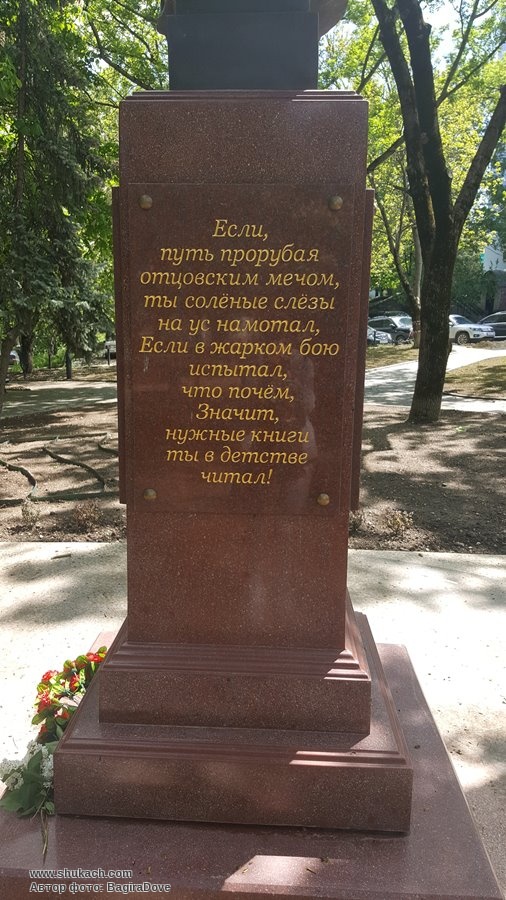 Если,
путь прорубая
отцовским мечом,
ты солёные слёзы
на ус намотал,
Если в жарком бою
испытал,
что почём,
Значит,
нужные книги
ты в детстве
читал!
www.shukach.com
Автор фото: BagiraDove